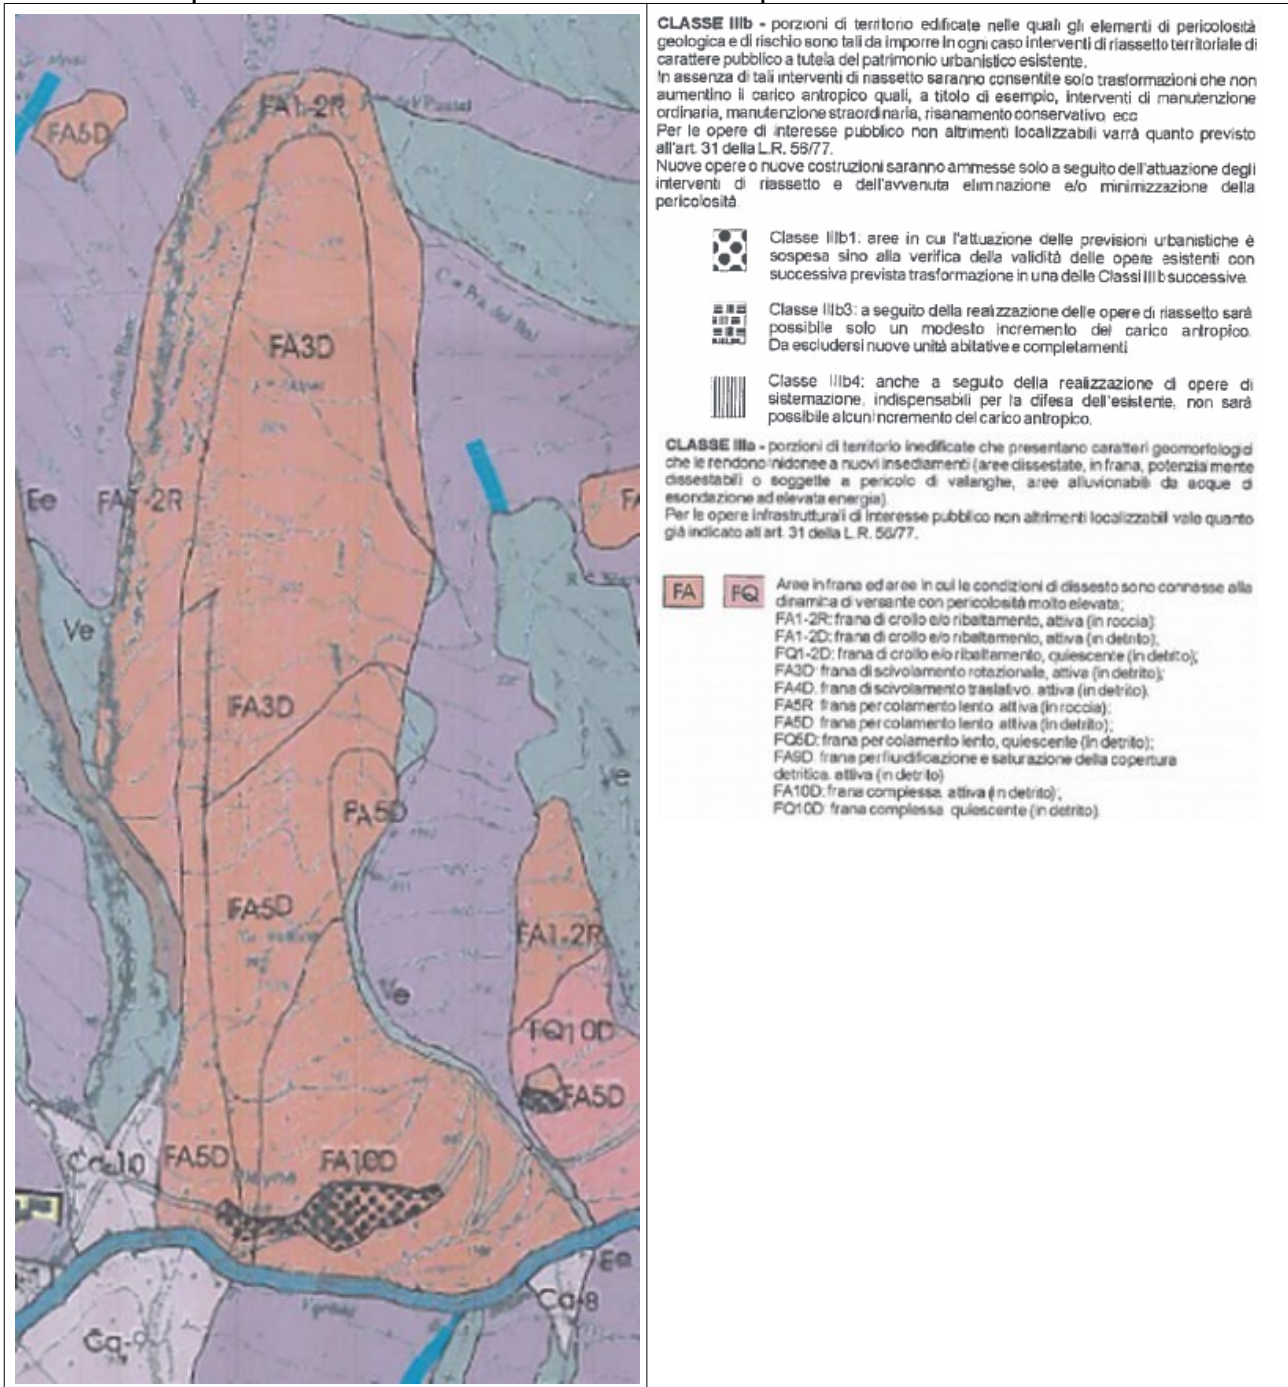 FA1-2R
FA5D
FA3D
Ee
FA1-2R
FA
Ve
FA3D
Ve
FA5D
FA5D
FA1-2R
Ve
FQ10D
FA5D
Ca-10
FA5D
FA10D
Ee
Ca-8
Ca-9
CLASSE IIIb - porzioni di territorio edificate nelle quali gli elementi di pericolosità
geologica e di rischio sono tali da imporre in ogni caso interventi di riassetto territoriale di
carattere pubblico a tutela del patrimonio urbanistico esistente.
In assenza di tali interventi di riassetto saranno consentite solo trasformazioni che non
aumentino il carico antropico quali, a titolo di esempio, interventi di manutenzione
ordinaria, manutenzione straordinaria, risanamento conservativo, ecc
Per le opere di interesse pubblico non altrimenti localizzabili varrà quanto previsto
all'art. 31 della L.R. 56/77.
Nuove opere o nuove costruzioni saranno ammesse solo a seguito dell'attuazione degli
interventi di riassetto e dell'avvenuta eliminazione e/o minimizzazione della
pericolosità.
Classe IIIb1: aree in cui l'attuazione delle previsioni urbanistiche è
sospesa sino alla verifica della validità delle opere esistenti con
successiva prevista trasformazione in una delle Classi IIIb successive.
Classe IIIb3: a seguito della realizzazione delle opere di riassetto sarà
possibile solo un modesto incremento del carico antropico.
Da escludersi nuove unità abitative e completamenti
Classe IIIb4: anche a seguito della realizzazione di opere di
sistemazione, indispensabili per la difesa dell'esistente, non sarà
possibile alcun incremento del carico antropico.
CLASSE IIIa - porzioni di territorio inedificate che presentano caratteri geomorfologici
che le rendono inidonee a nuovi insediamenti (aree dissestate, in frana, potenzialmente
dissestabili o soggette a pericolo di valanghe, aree alluvionabili da acque di
esondazione ad elevata energia).
Per le opere infrastrutturali di interesse pubblico non altrimenti localizzabili vale quanto
già indicato all'art. 31 della L.R. 56/77.
FA FQ Aree in frana ed aree in cui le condizioni di dissesto sono connesse alla
dinamica di versante con pericolosità molto elevata;
FA1-2R: frana di crollo e/o ribaltamento, attiva (in roccia);
FA1-2D: frana di crollo e/o ribaltamento, attiva (in detrito);
FQ1-2D: frana di crollo e/o ribaltamento, quiescente (in detrito);
FA3D: frana di scivolamento rotazionale, attiva (in detrito);
FA4D: frana di scivolamento traslativo, attiva (in detrito);
FA5R: frana per colamento lento attiva (in roccia);
FA5D: frana per colamento lento attiva (in detrito);
FQ5D: frana per colamento lento, quiescente (in detrito);
FA9D: frana per fluidificazione e saturazione della copertura
detritica, attiva (in detrito)
FA10D: frana complessa, attiva (in detrito);
FQ10D: frana complessa quiescente (in detrito)